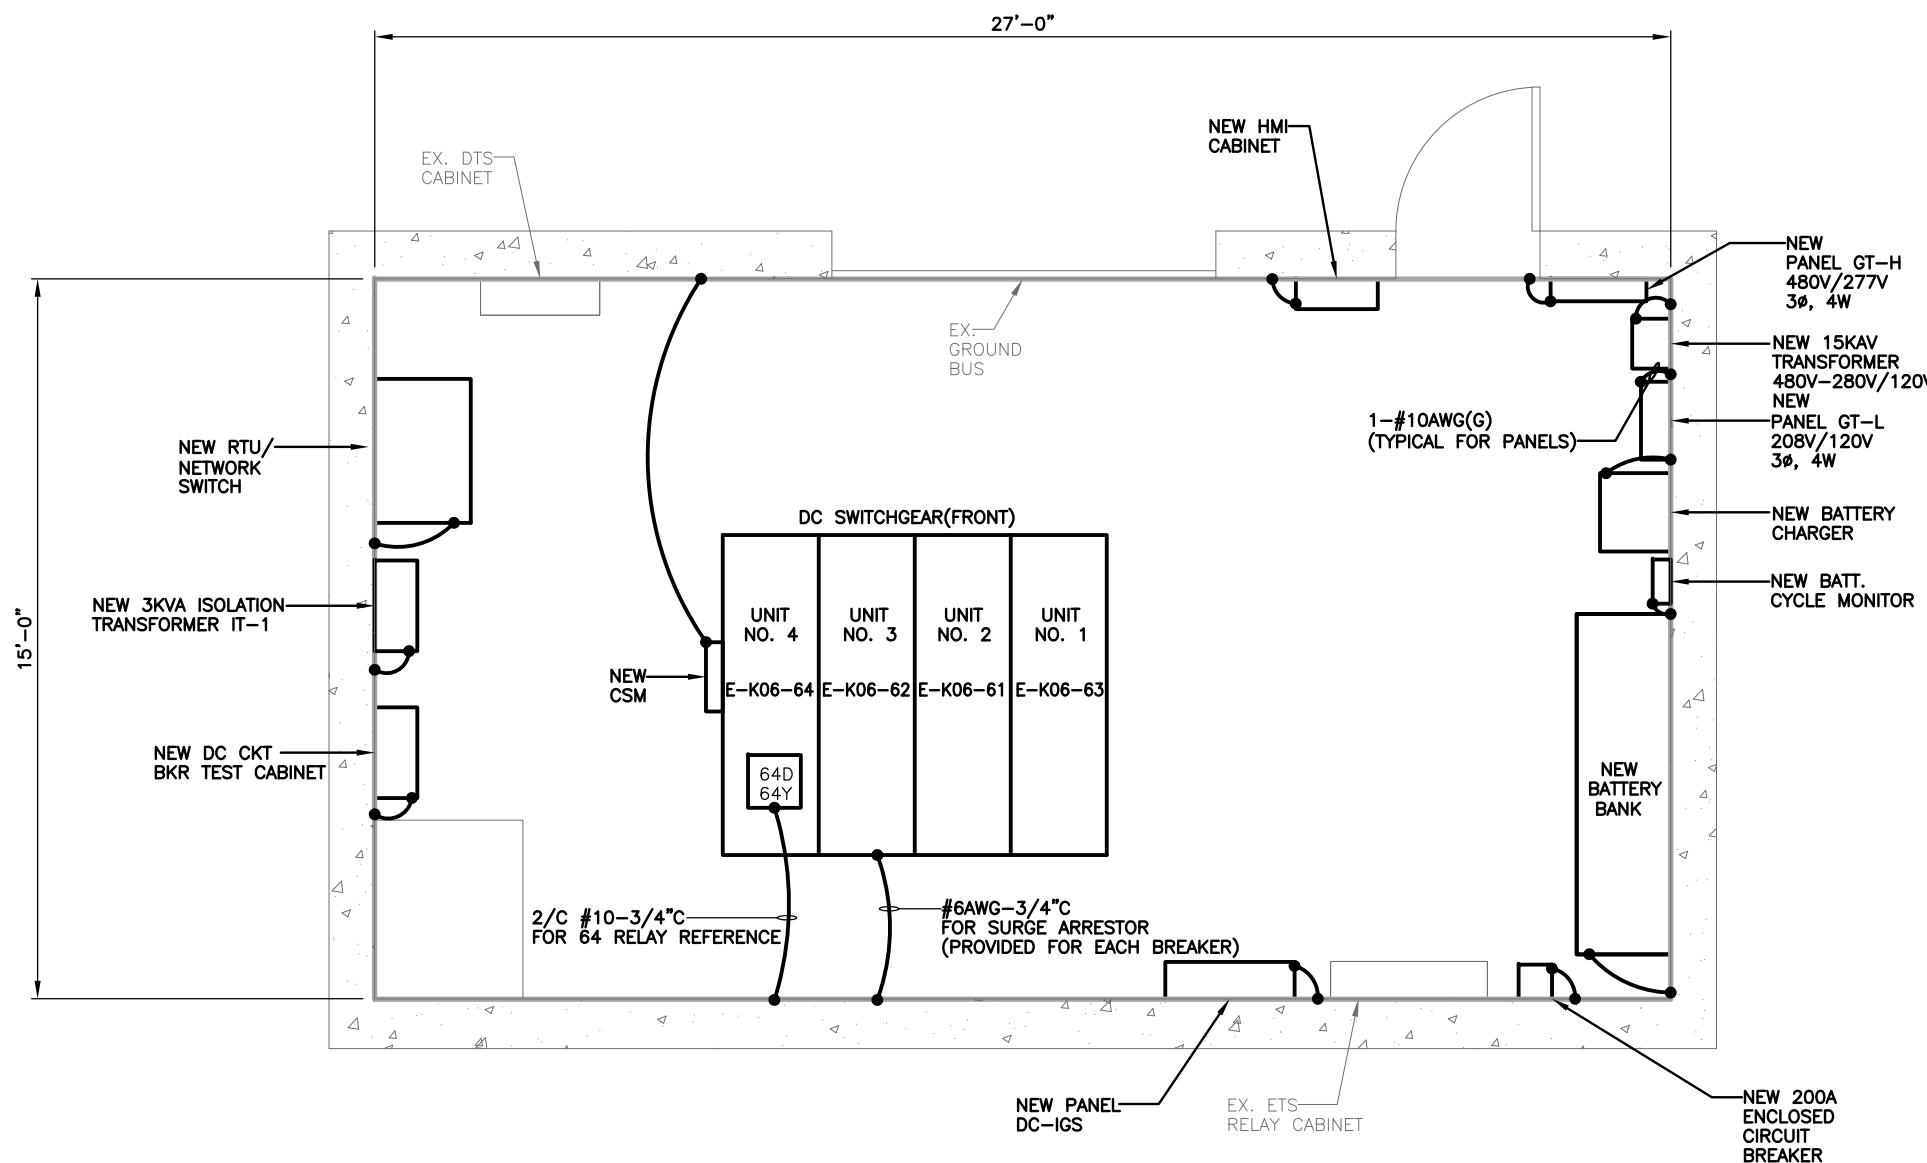 27'-0"
EX. DTS
CABINET
NEW HMI
CABINET
NEW
PANEL GT-H
480V/277V
3ø, 4W
EX.
GROUND
BUS
NEW 15KAV
TRANSFORMER
480V-280V/120V
NEW
PANEL GT-L
208V/120V
3ø, 4W
1-#10AWG(G)
(TYPICAL FOR PANELS)
NEW RTU/
NETWORK
SWITCH
DC SWITCHGEAR(FRONT)
NEW BATTERY
CHARGER
NEW BATT.
CYCLE MONITOR
NEW 3KVA ISOLATION
TRANSFORMER IT-1
15'-0"
UNIT
NO. 4
UNIT
NO. 3
UNIT
NO. 2
UNIT
NO. 1
NEW
CSM
E-K06-64
E-K06-62
E-K06-61
E-K06-63
NEW DC CKT
BKR TEST CABINET
64D
64Y
NEW
BATTERY
BANK
2/C #10-3/4"C
FOR 64 RELAY REFERENCE
#6AWG-3/4"C
FOR SURGE ARRESTOR
(PROVIDED FOR EACH BREAKER)
NEW PANEL
DC-IGS
EX. ETS
RELAY CABINET
NEW 200A
ENCLOSED
CIRCUIT
BREAKER